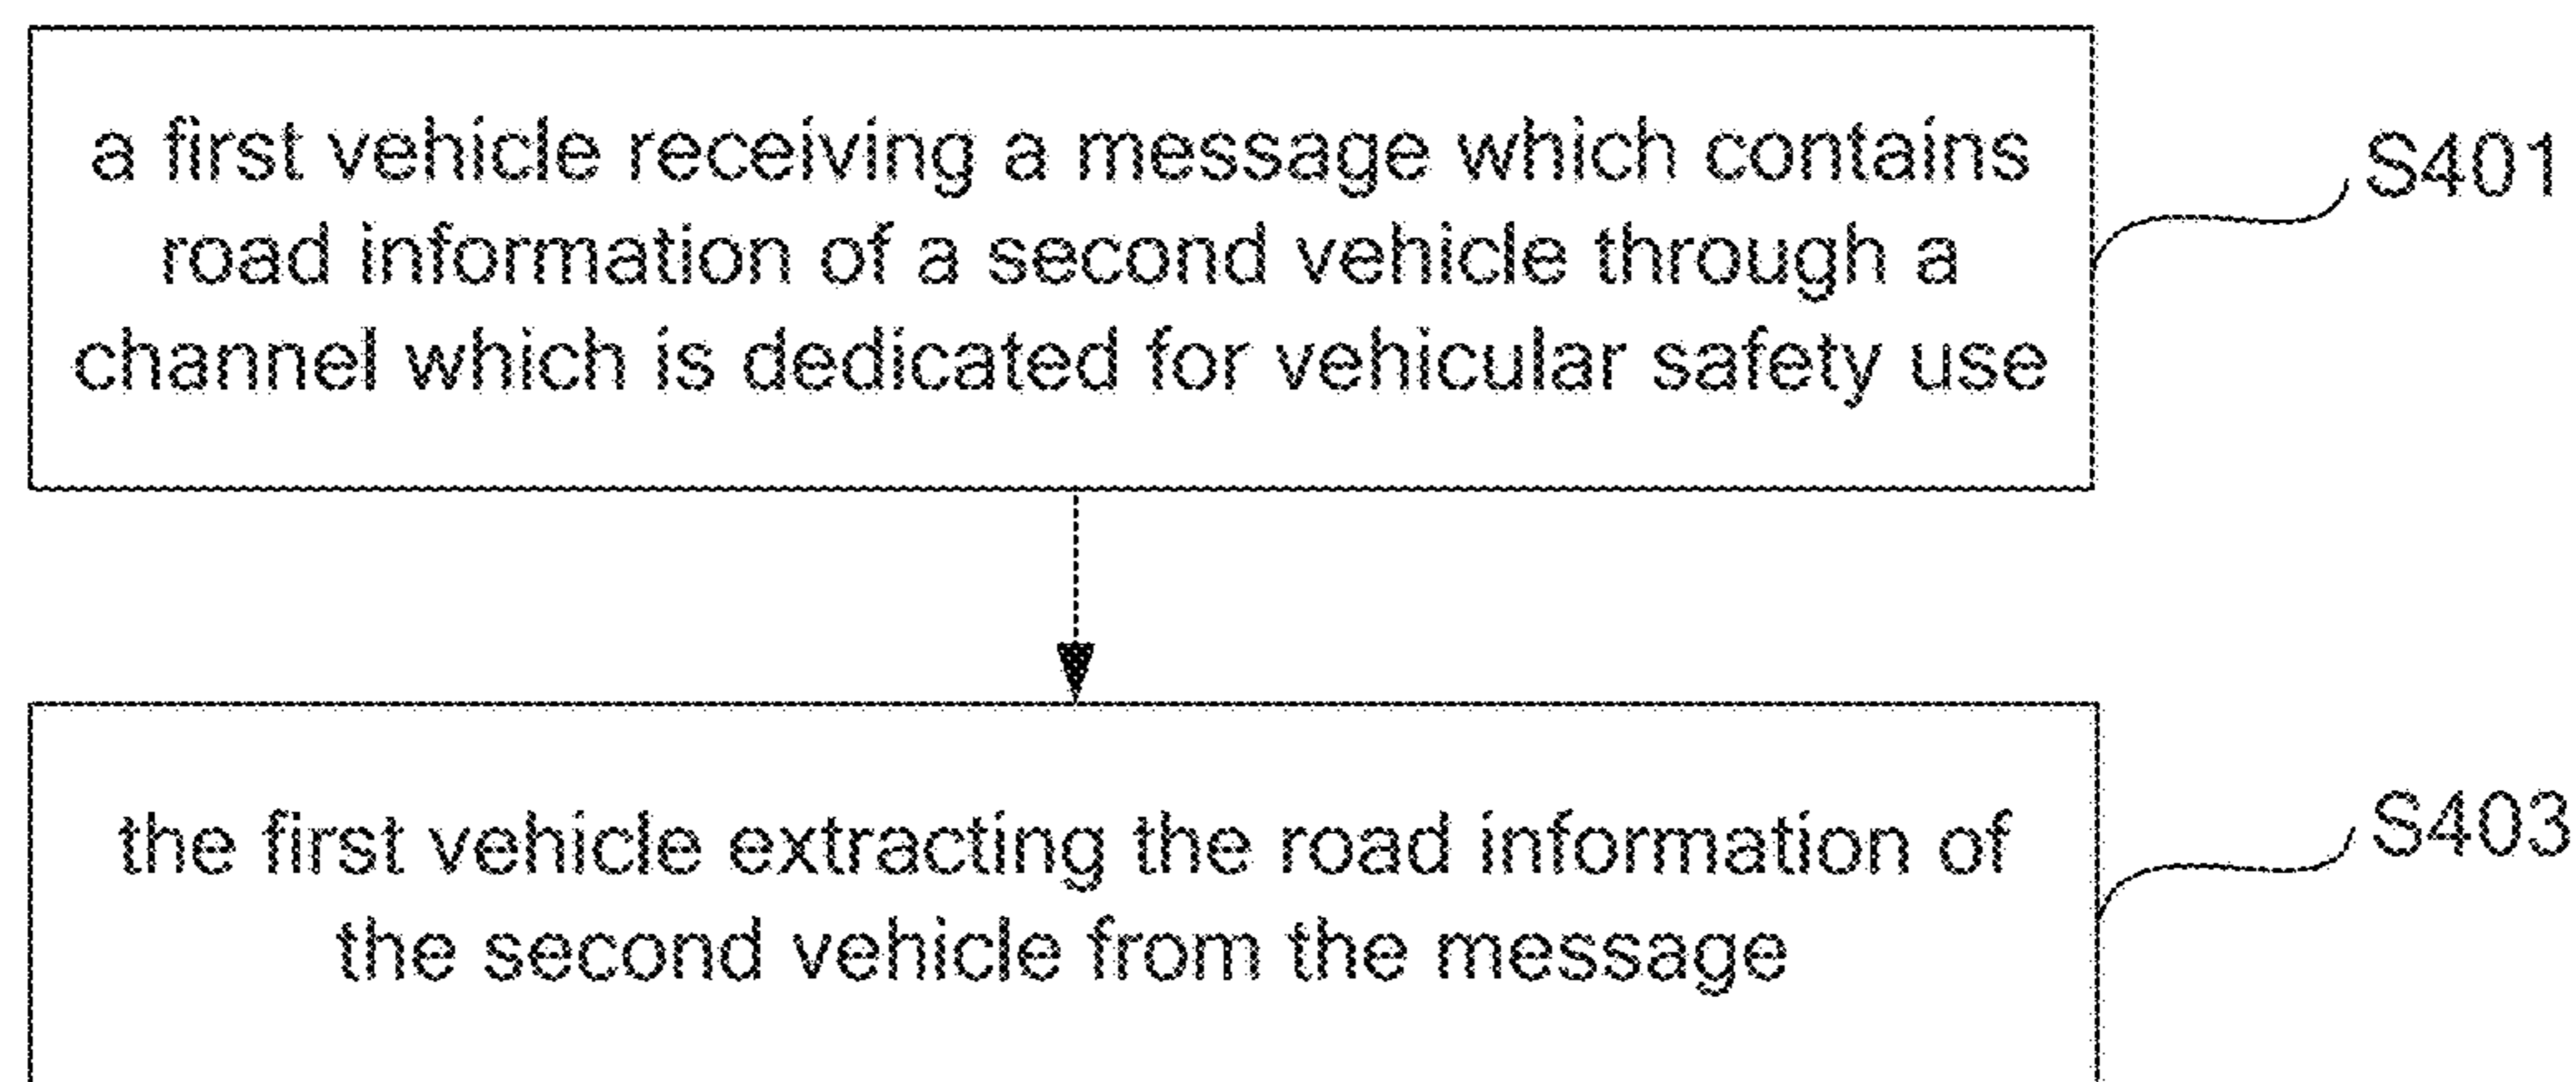 a first vehicle receiving a message which contains
road information of a second vehicle through a
channel which is dedicated for vehicular safety use
S401
the first vehicle extracting the road information of
the second vehicle from the message
S403